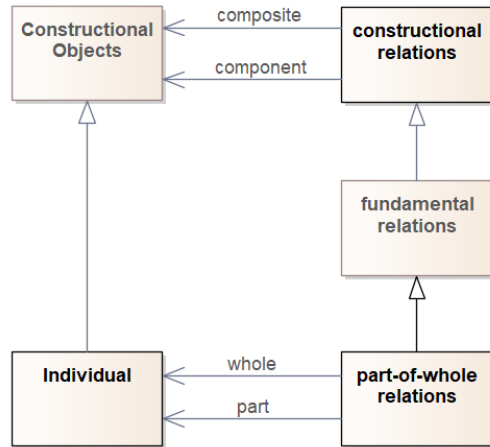 Constructional
Objects
composite
component
constructional
relations
fundamental
relations
Individual
whole
part
part-of-whole
relations